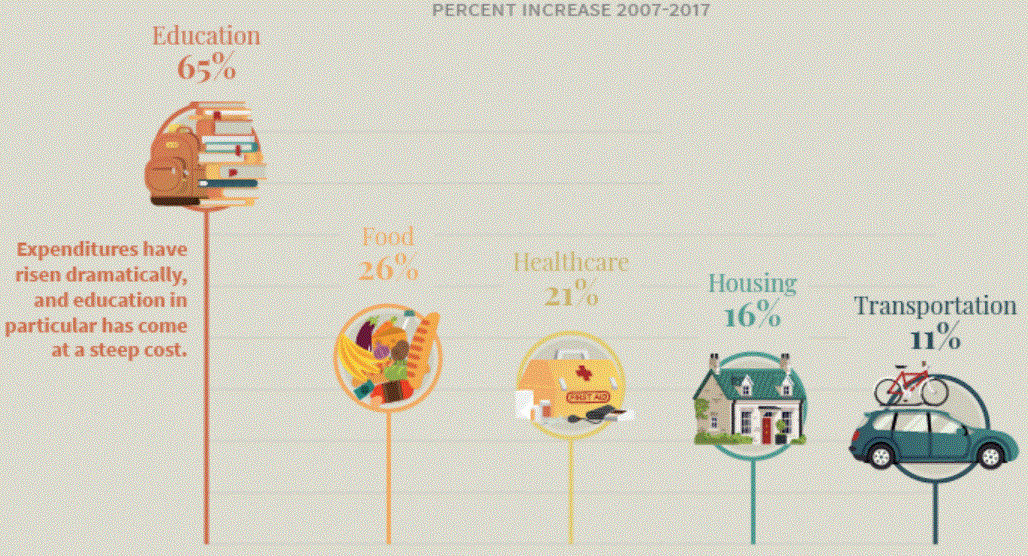 PERCENT INCREASE 2007-2017
Education
65%
Expenditures have
risen dramatically,
and education in
particular has come
at a steep cost.
Food
26%
Healthcare
21%
FIRST AID
Housing
16%
Transportation
11%